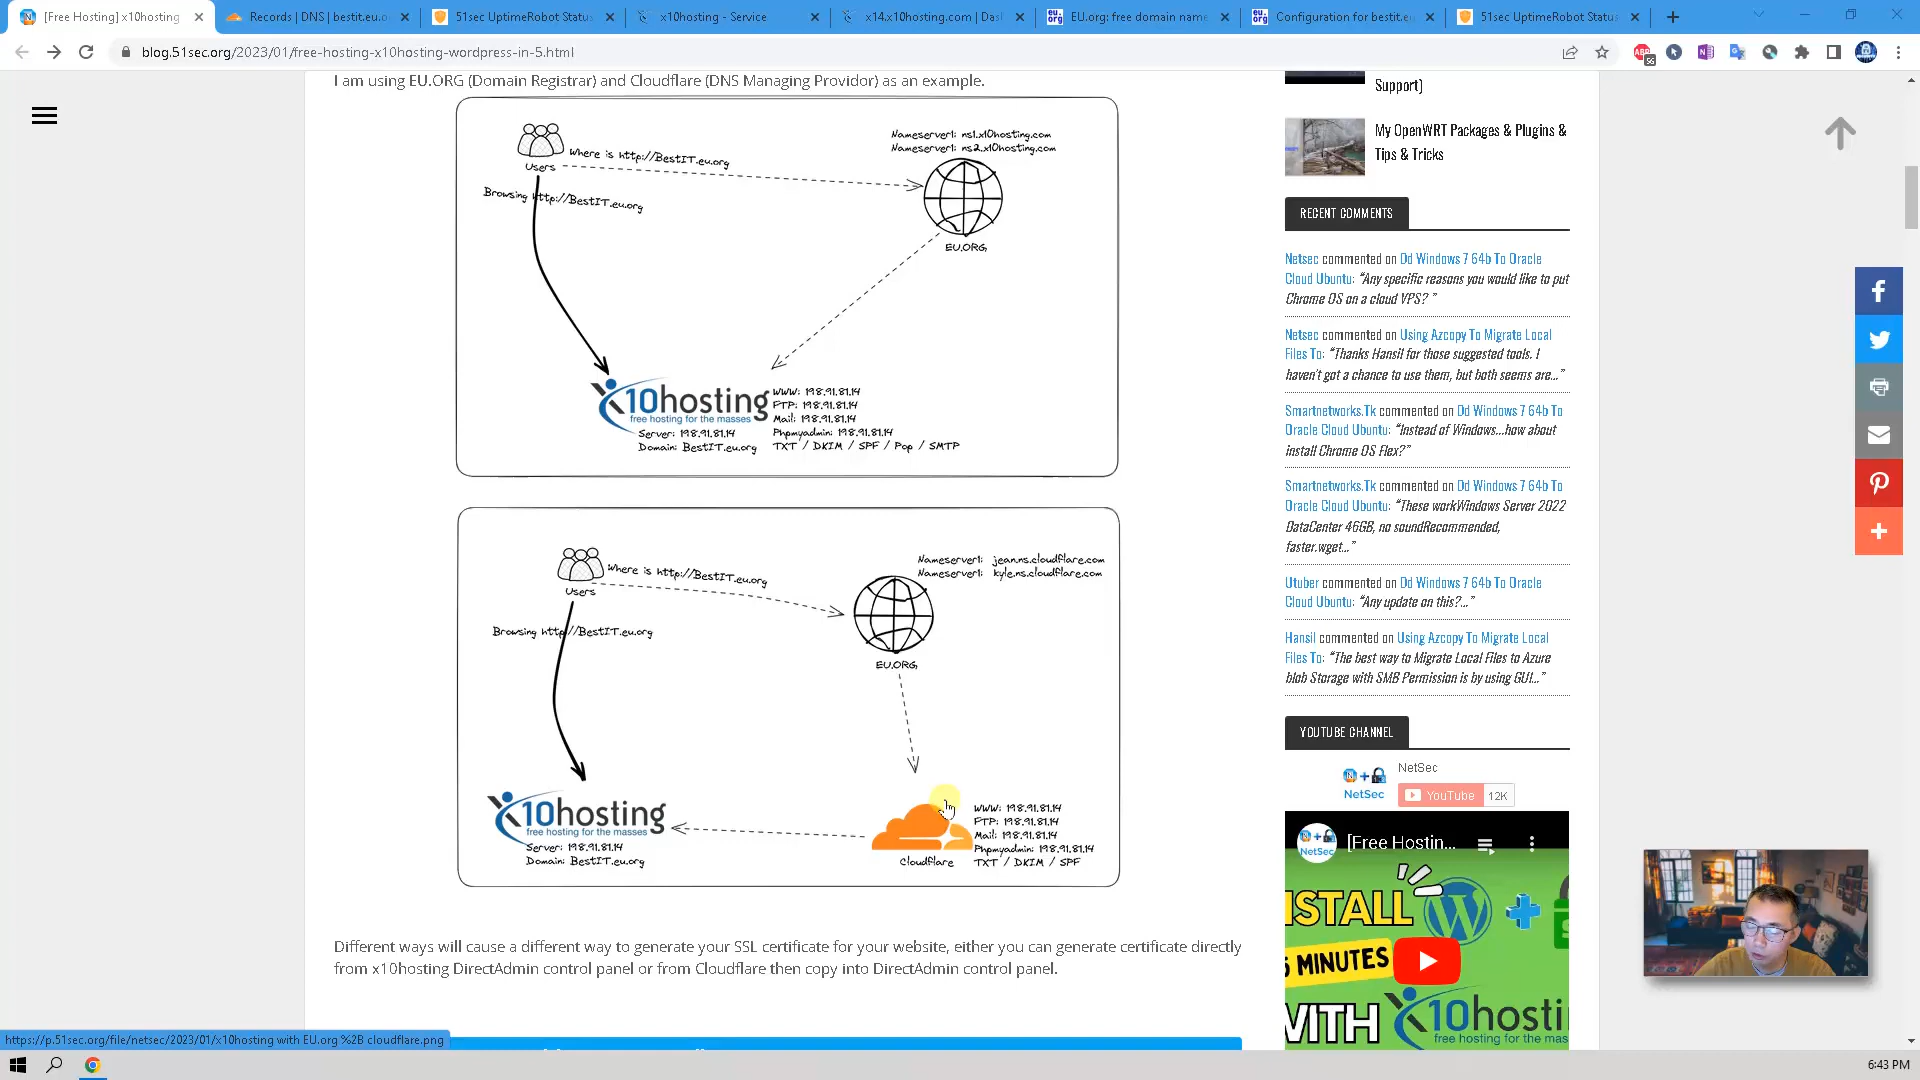 [Free Hosting] x10hosting
Records | DNS | bestit.eu.o
51sec UptimeRobot Status
x10hosting - Service
x14.x10hosting.com | Das
EU.org: free domain name
Configuration for bestit.eu
51sec UptimeRobot Status
blog.51sec.org/2023/01/free-hosting-x10hosting-wordpress-in-5.html
ABP
56
I am using EU.ORG (Domain Registrar) and Cloudflare (DNS Managing Providor) as an example.
Nameserver1: ns1.x10hosting.com
Nameserver1: ns2.x10hosting.com
Where is http://BestIT.eu.org
Users
Browsing http://BestIT.eu.org
EU.ORG
X10hosting
free hosting for the masses
Server: 198.91.81.14
Domain: BestIT.eu.org
WWW: 198.91.81.14
FTP: 198.91.81.14
Mail: 198.91.81.14
Phpmyadmin: 198.91.81.14
TXT / DKIM / SPF / Pop / SMTP
Nameserver1: jean.ns.cloudflare.com
Nameserver1: kyle.ns.cloudflare.com
Where is http://BestIT.eu.org
Users
Browsing http://BestIT.eu.org
EU.ORG
X10hosting
free hosting for the masses
Server: 198.91.81.14
Domain: BestIT.eu.org
Cloudflare
WWW: 198.91.81.14
FTP: 198.91.81.14
Mail: 198.91.81.14
Phpmyadmin: 198.91.81.14
TXT / DKIM / SPF
Different ways will cause a different way to generate your SSL certificate for your website, either you can generate certificate directly
from x10hosting DirectAdmin control panel or from Cloudflare then copy into DirectAdmin control panel.
Support]
My OpenWRT Packages & Plugins &
Tips & Tricks
RECENT COMMENTS
Netsec commented on Dd Windows 7 64b To Oracle
Cloud Ubuntu: “Any specific reasons you would like to put
Chrome OS on a cloud VPS? ”
Netsec commented on Using Azcopy To Migrate Local
Files To: “Thanks Hansil for those suggested tools. I
haven't got a chance to use them, but both seems are...”
Smartnetworks.Tk commented on Dd Windows 7 64b To
Oracle Cloud Ubuntu: “Instead of Windows...how about
install Chrome OS Flex?”
Smartnetworks.Tk commented on Dd Windows 7 64b To
Oracle Cloud Ubuntu: “These workWindows Server 2022
DataCenter 46GB, no soundRecommended,
faster.wget...”
Utuber commented on Dd Windows 7 64b To Oracle
Cloud Ubuntu: “Any update on this?...”
Hansil commented on Using Azcopy To Migrate Local
Files To: “The best way to Migrate Local Files to Azure
blob Storage with SMB Permission is by using GUI...”
YOUTUBE CHANNEL
NetSec
NetSec
YouTube 12K
NetSec
[Free Hostin...
INSTALL
5 MINUTES
WITH X10hosti
free hosting for the mas
https://p.51sec.org/file/netsec/2023/01/x10hosting with EU.org %2B cloudflare.png
6:43 PM